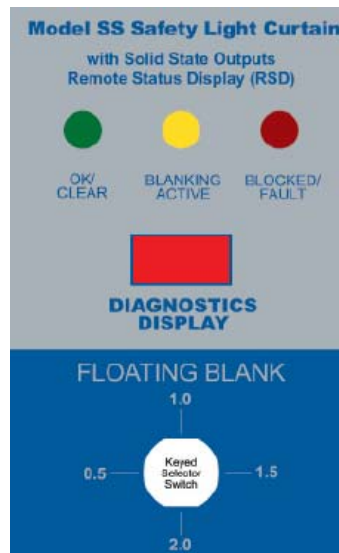 Model SS Safety Light Curtain
with Solid State Outputs
Remote Status Display (RSD)
OK/ BLANKING BLOCKED/
CLEAR ACTIVE FAULT
DIAGNOSTICS
DISPLAY
FLOATING BLANK
1.0
0.5 Keyed Selector Switch 1.5
2.0